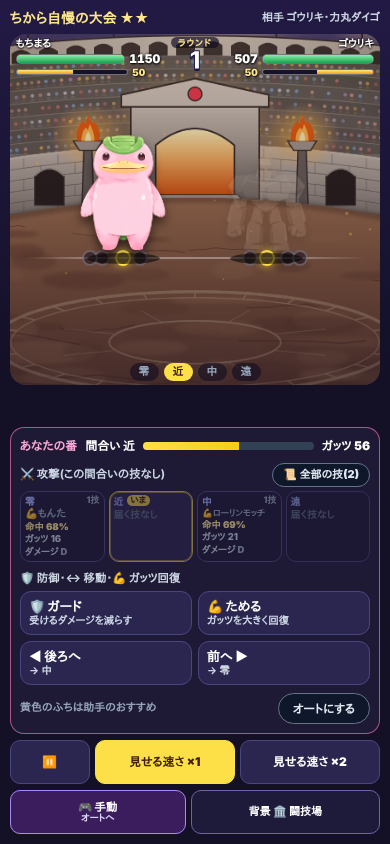 ちから自慢の大会 ★★
相手 ゴウリキ・力丸ダイゴ
もちまる
ラウンド
ゴウリキ
1150
1
507
50
50
零 近 中 遠
あなたの番 間合い 近 ガッツ 56
⚔️ 攻撃(この間合いの技なし)
📜 全部の技(2)
零 1技
💪もんた
命中 68%
ガッツ 16
ダメージ D
近 いま
届く技なし
中 1技
💪ローリンモッチ
命中 69%
ガッツ 21
ダメージ D
遠
届く技なし
🛡️ 防御・↔ 移動・💪 ガッツ回復
🛡️ ガード
受けるダメージを減らす
💪 ためる
ガッツを大きく回復
◀ 後ろへ
→ 中
前へ ▶
→ 零
黄色のふちは助手のおすすめ
オートにする
⏸️
見せる速さ ×1
見せる速さ ×2
🎮 手動
オートへ
背景 🏛️ 闘技場